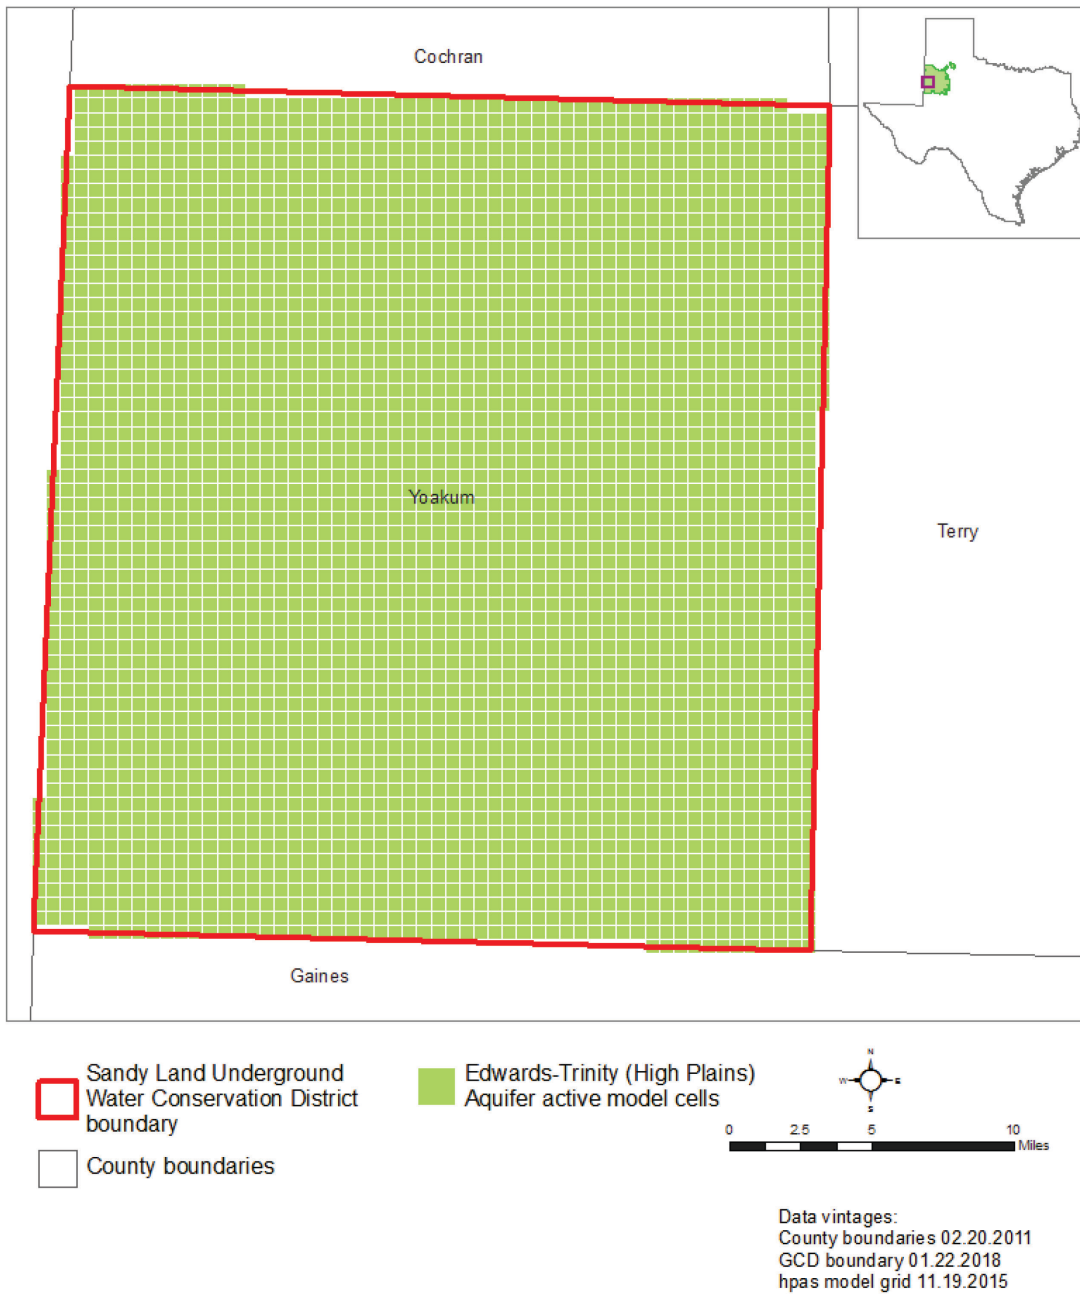 Cochran
Yoakum
Terry
Gaines
Sandy Land Underground
Water Conservation District
boundary
County boundaries
Edwards-Trinity (High Plains)
Aquifer active model cells
N
W E
S
0 2.5 5 10
Miles
Data vintages:
County boundaries 02.20.2011
GCD boundary 01.22.2018
hpas model grid 11.19.2015